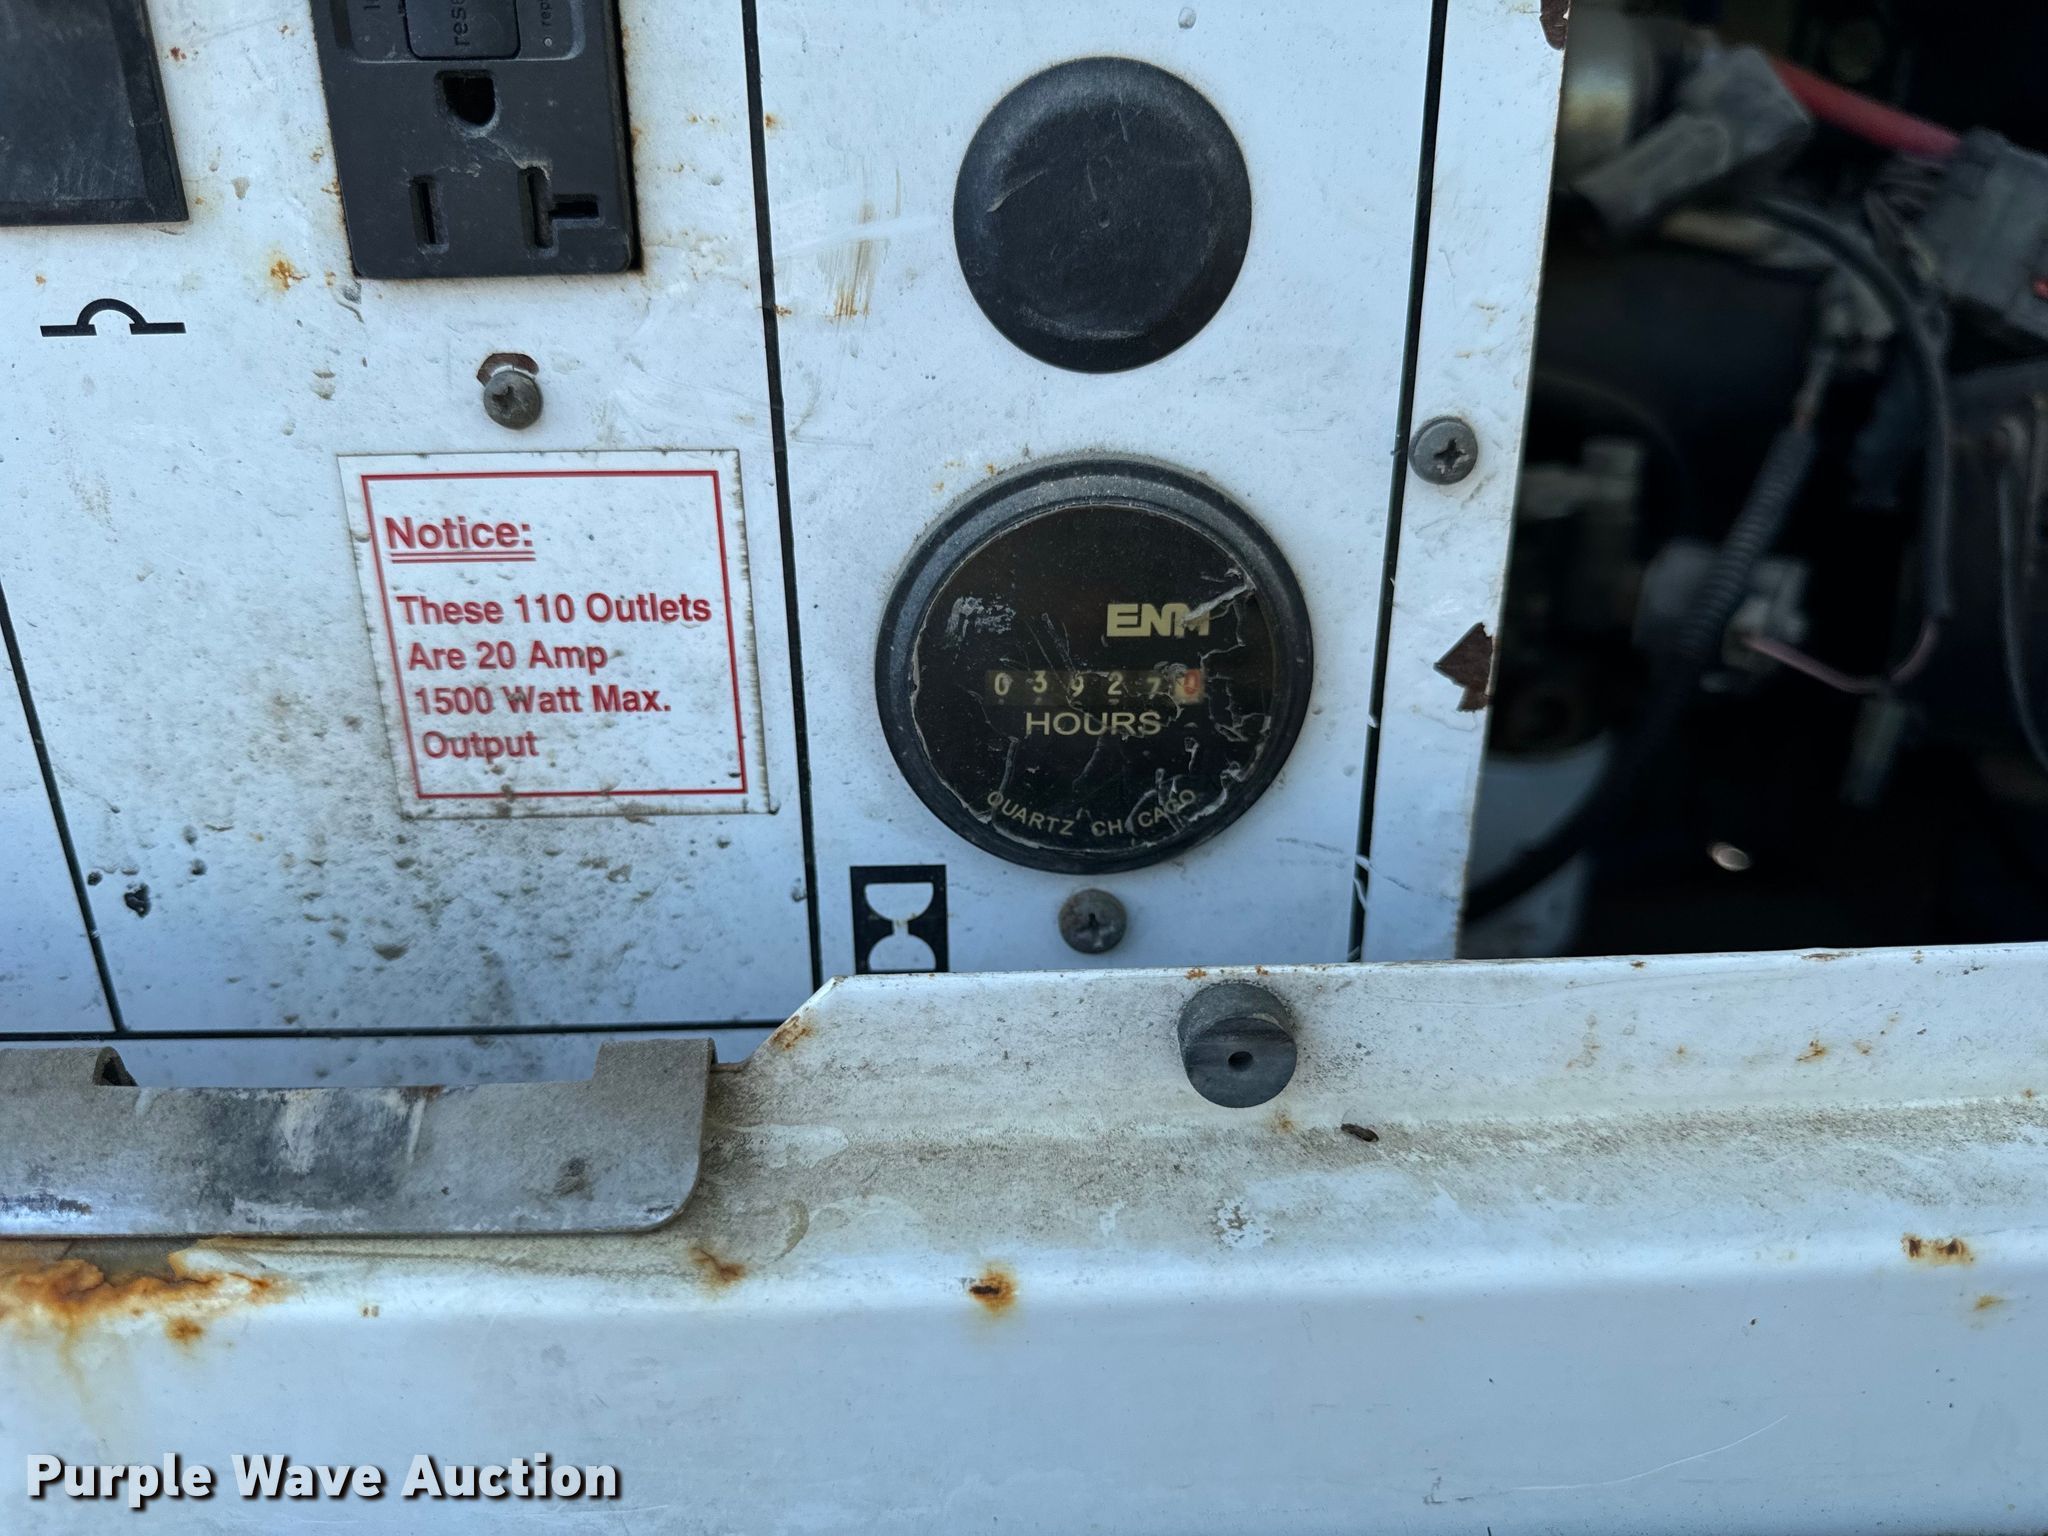 reset
Notice:
These 110 Outlets
Are 20 Amp
1500 Watt Max.
Output
ENM
039270
HOURS
QUARTZ CHICAGO
Purple Wave Auction